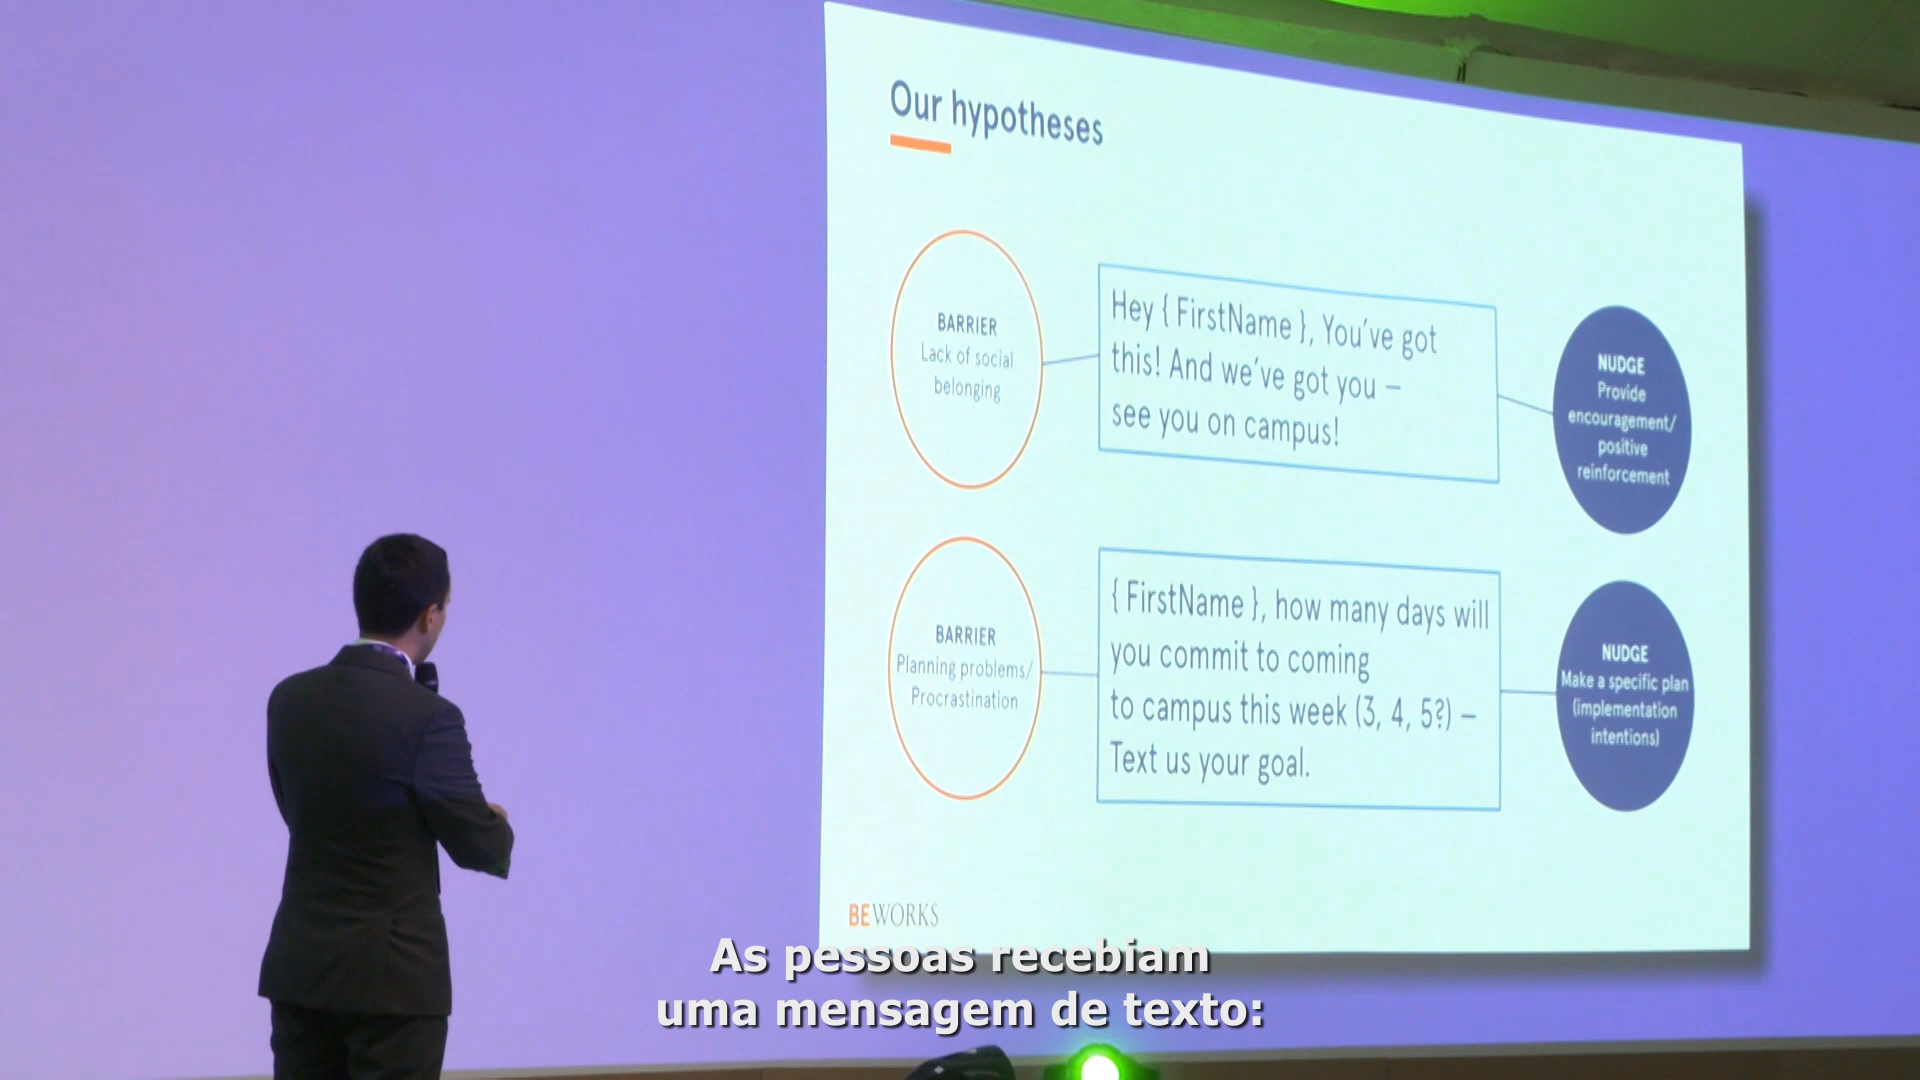 Our hypotheses
BARRIER
Lack of social
belonging
Hey { FirstName }, You've got
this! And we've got you –
see you on campus!
NUDGE
Provide
encouragement/
positive
reinforcement
BARRIER
Planning problems/
Procrastination
{ FirstName }, how many days will
you commit to coming
to campus this week (3, 4, 5?) –
Text us your goal.
NUDGE
Make a specific plan
(implementation
intentions)
BEWORKS
As pessoas recebiam
uma mensagem de texto: